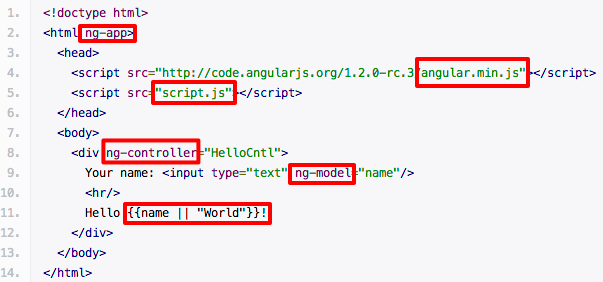 1. <!doctype html>
2. <html ng-app>
3. <head>
4. <script src="http://code.angularjs.org/1.2.0-rc.3/angular.min.js"></script>
5. <script src="script.js"></script>
6. </head>
7. <body>
8. <div ng-controller="HelloCntl">
9. Your name: <input type="text" ng-model="name"/>
10. <hr/>
11. Hello {{name || "World"}}!
12. </div>
13. </body>
14. </html>